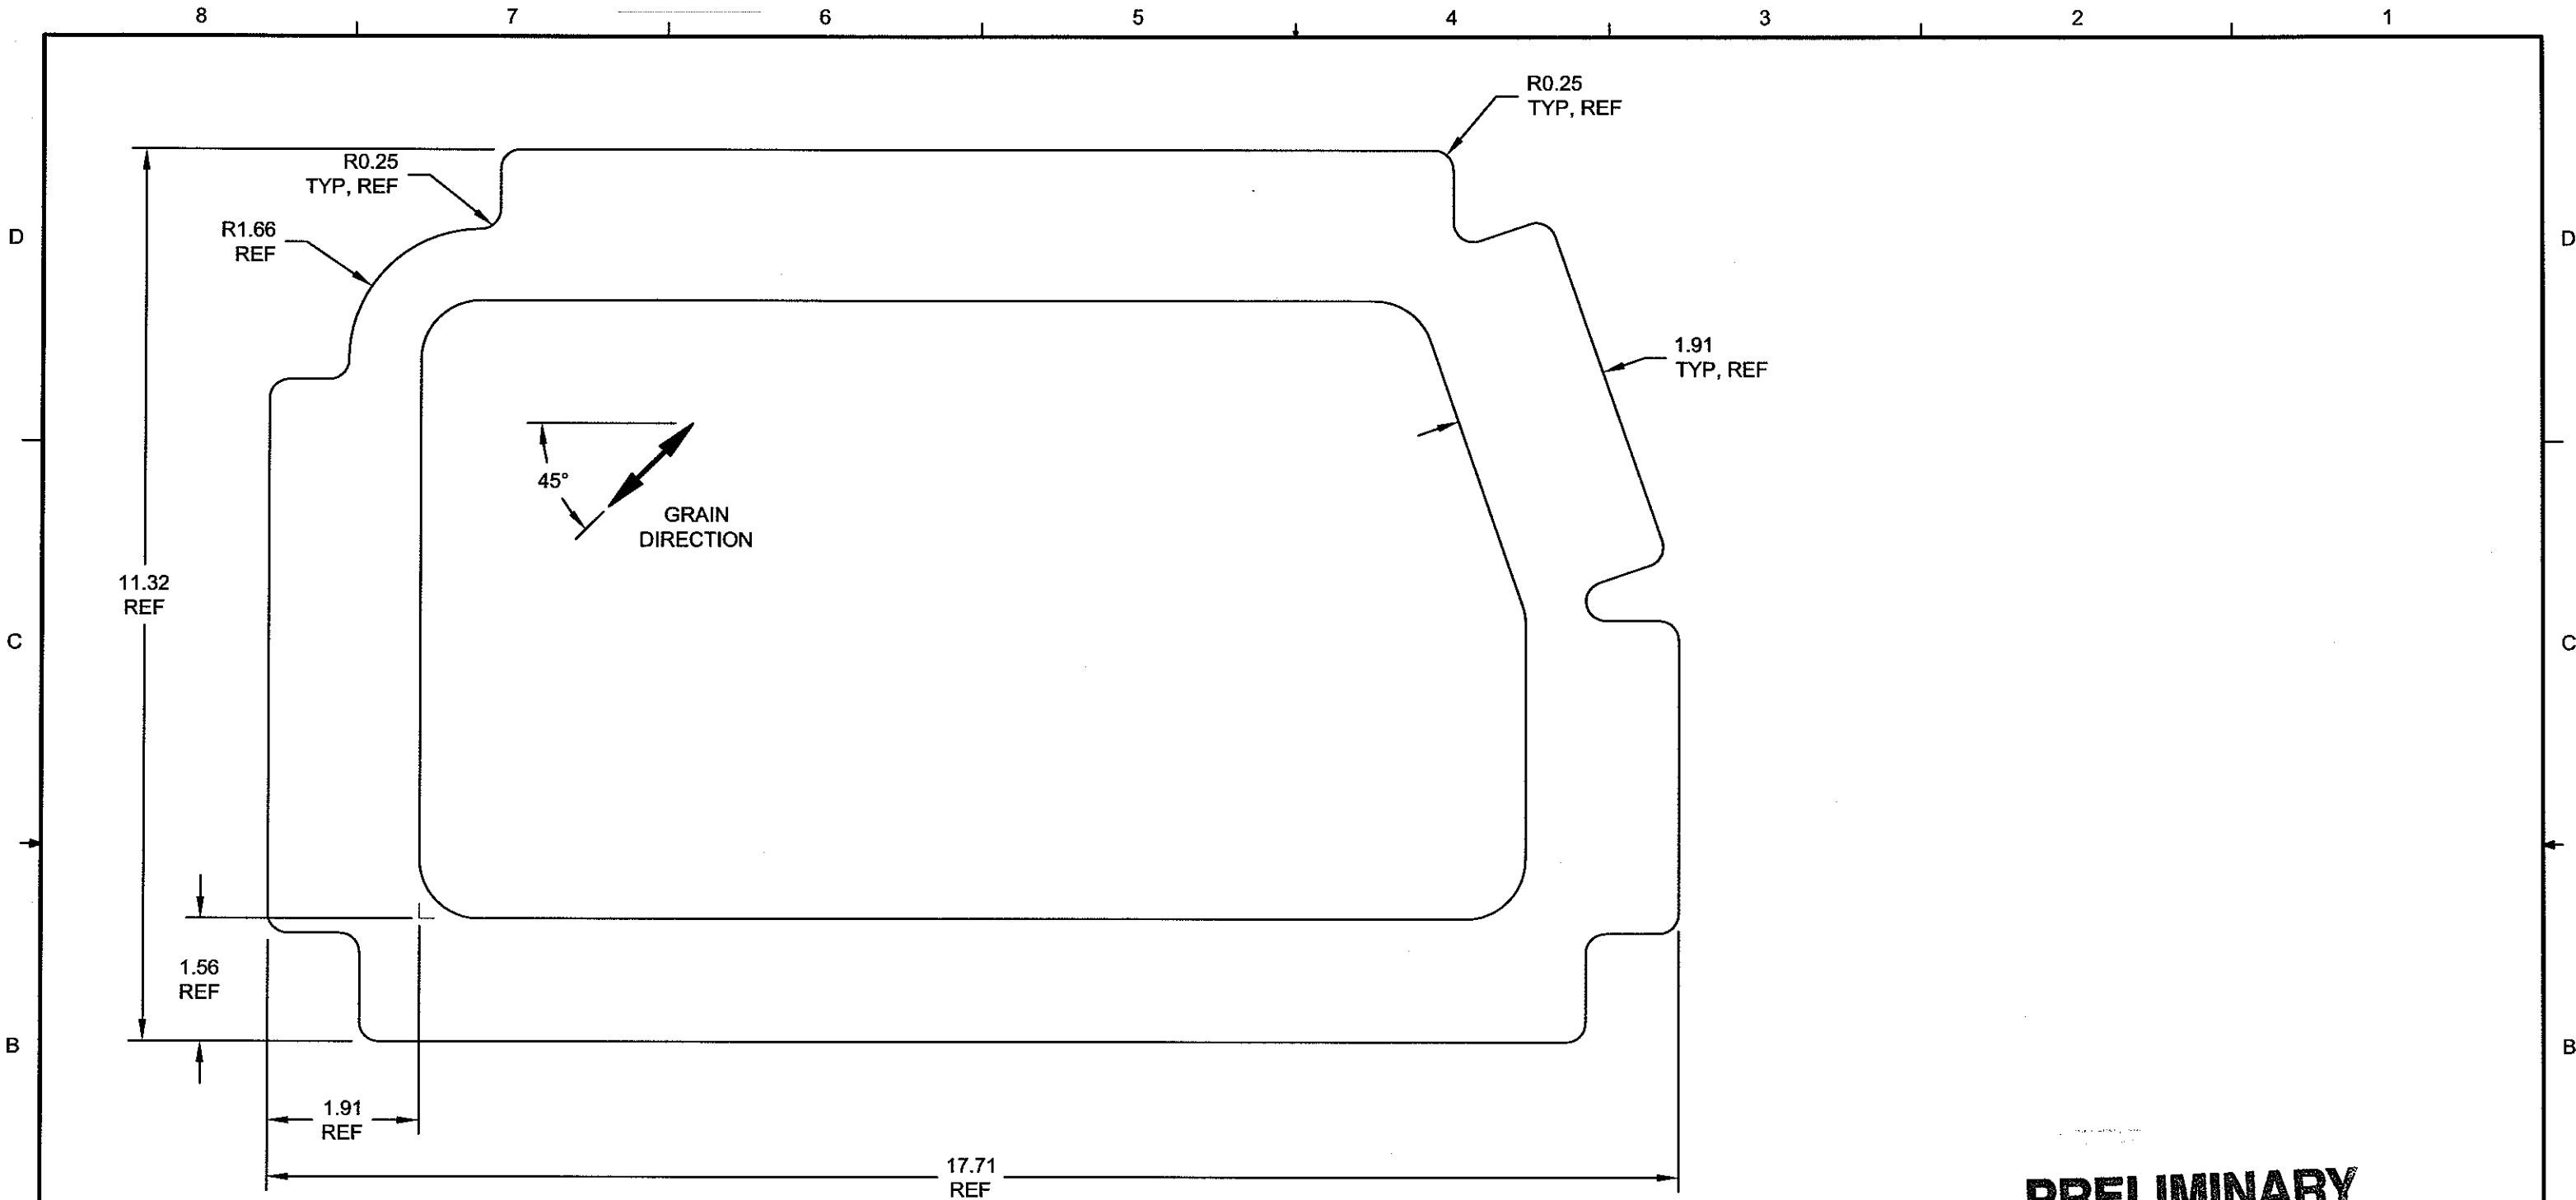 8 7 6 5 4 3 2 1
R0.25
TYP, REF
R0.25
TYP, REF
R1.66
REF
D
D
1.91
TYP, REF
45°
GRAIN
DIRECTION
11.32
REF
C
C
1.56
REF
B
B
1.91
REF
17.71
REF
PRELIMINARY